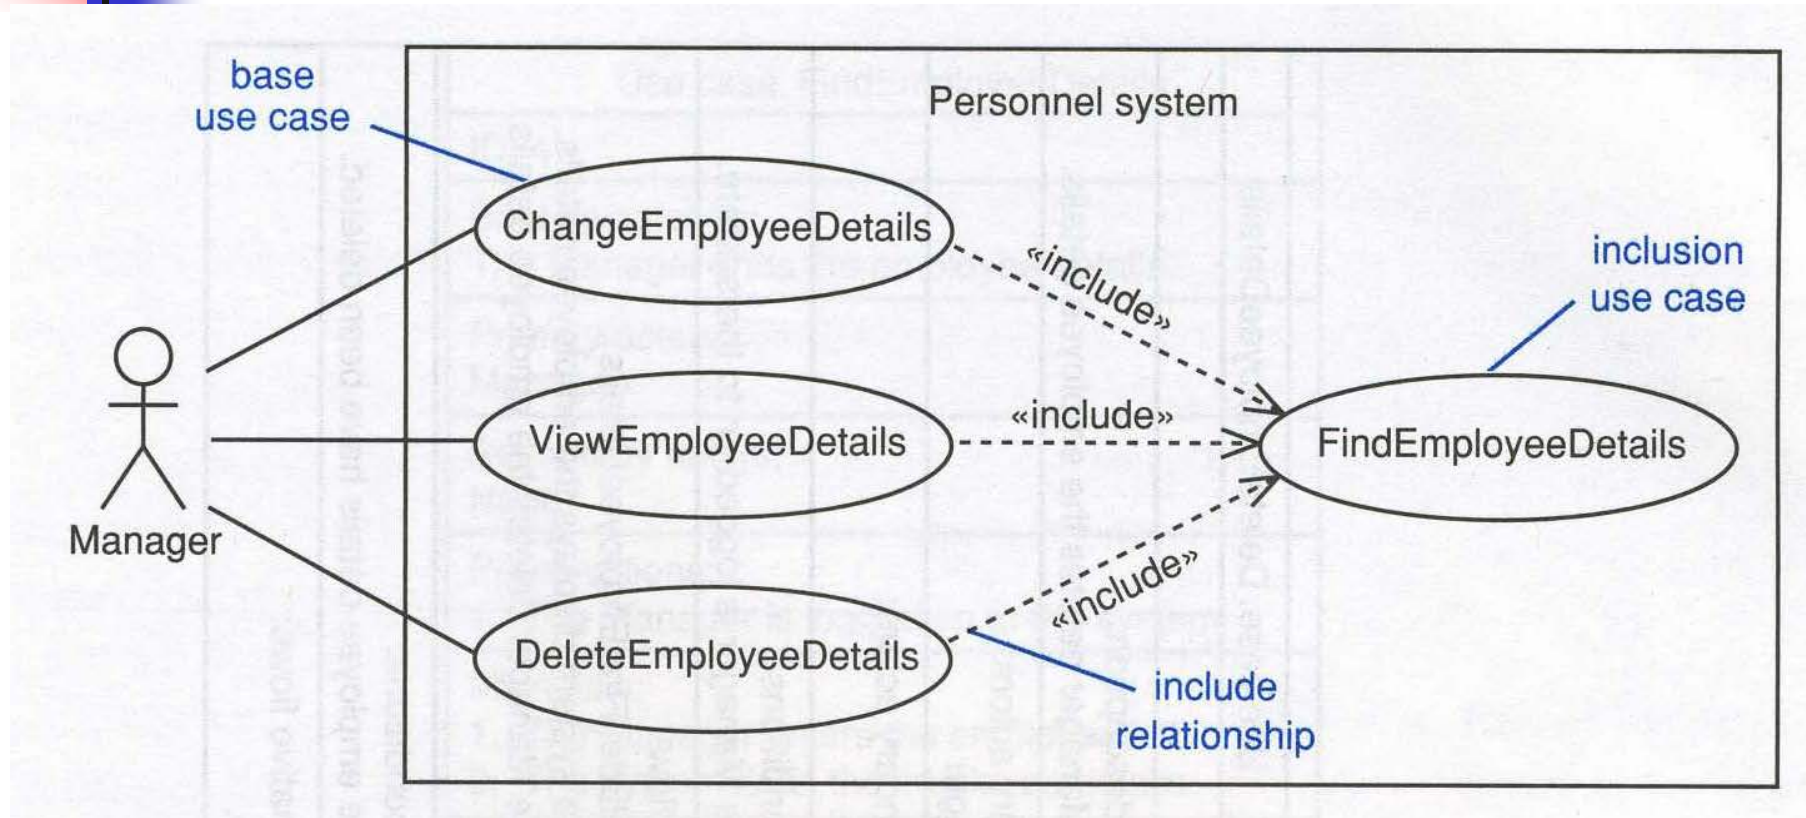 base
use case
Personnel system
ChangeEmployeeDetails
«include»
inclusion
use case
«include»
ViewEmployeeDetails
FindEmployeeDetails
Manager
«include»
DeleteEmployeeDetails
include
relationship